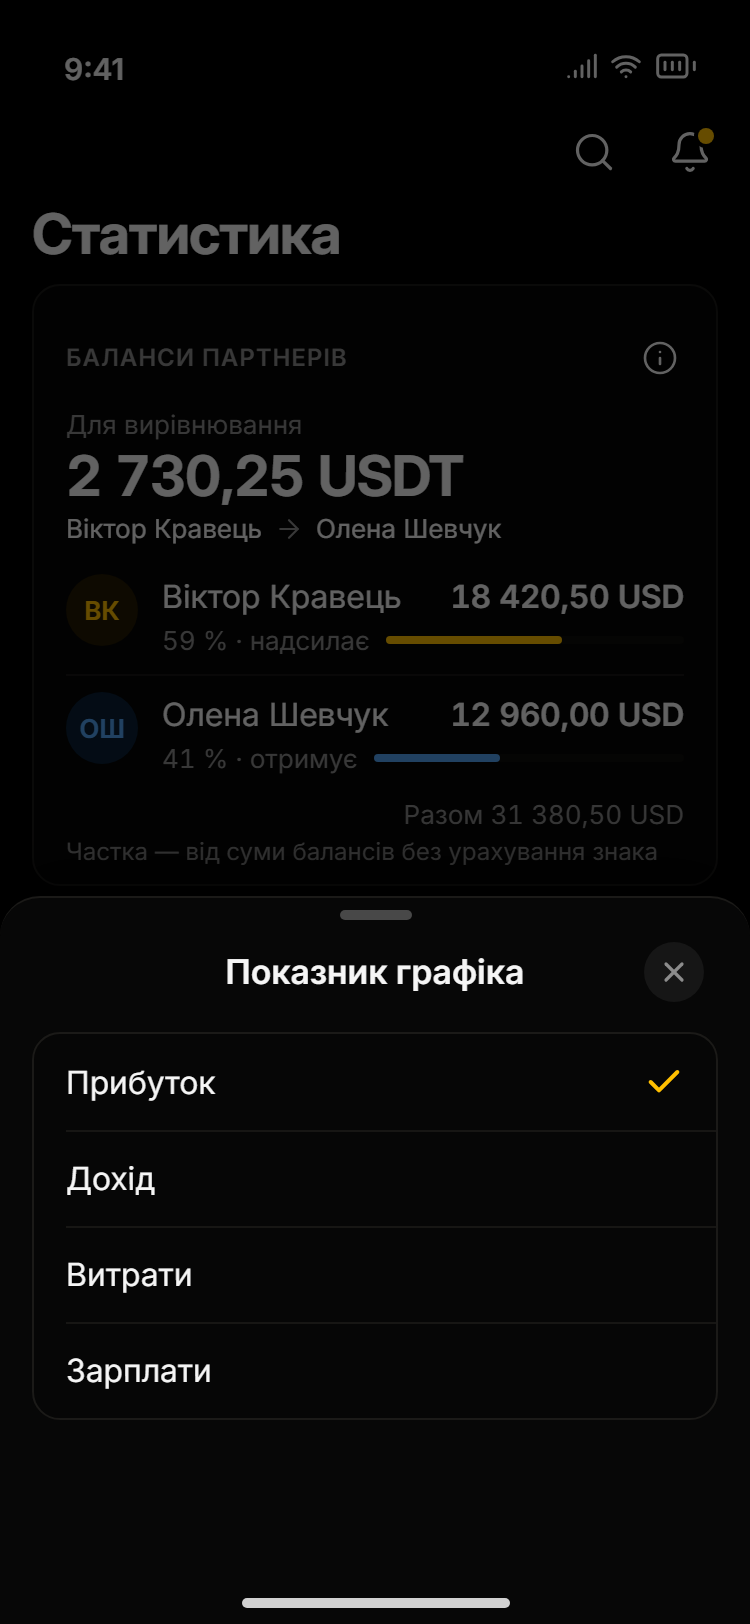 9:41
Статистика
БАЛАНСИ ПАРТНЕРІВ
Для вирівнювання
2 730,25 USDT
Віктор Кравець → Олена Шевчук
ВК
Віктор Кравець 18 420,50 USD
59 % · надсилає
ОШ
Олена Шевчук 12 960,00 USD
41 % · отримує
Разом 31 380,50 USD
Частка — від суми балансів без урахування знака
Показник графіка
Прибуток
Дохід
Витрати
Зарплати